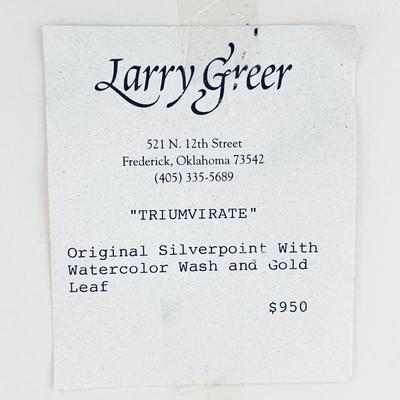 Larry Greer
521 N. 12th Street
Frederick, Oklahoma 73542
(405) 335-5689
"TRIUMVIRATE"
Original Silverpoint With
Watercolor Wash and Gold
Leaf
$950